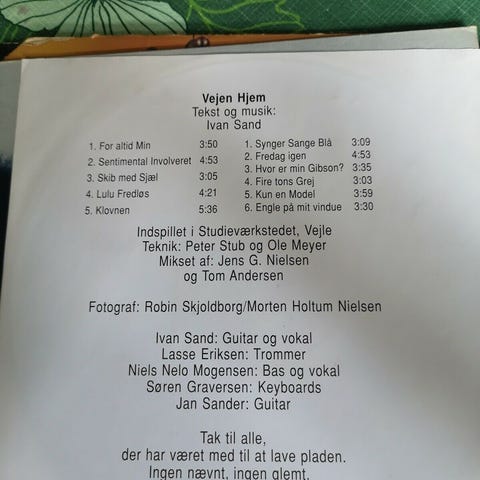 Vejen Hjem
Tekst og musik:
Ivan Sand
1. For altid Min 3:50
2. Sentimental Involveret 4:53
3. Skib med Sjæl 3:05
4. Lulu Fredløs 4:21
5. Klovnen 5:36
1. Synger Sange Blå 3:09
2. Fredag igen 4:53
3. Hvor er min Gibson? 3:35
4. Fire tons Grej 3:03
5. Kun en Model 3:59
6. Engle på mit vindue 3:30
Indspillet i Studieværkstedet, Vejle
Teknik: Peter Stub og Ole Meyer
Mikset af: Jens G. Nielsen
og Tom Andersen
Fotograf: Robin Skjoldborg/Morten Holtum Nielsen
Ivan Sand: Guitar og vokal
Lasse Eriksen: Trommer
Niels Nelo Mogensen: Bas og vokal
Søren Graversen: Keyboards
Jan Sander: Guitar
Tak til alle,
der har været med til at lave pladen.
Ingen nævnt, ingen glemt.